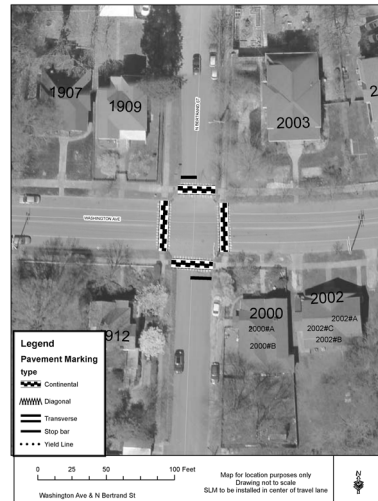 1907
1909
N BERTRAND ST
2003
2
WASHINGTON AVE
2000
2000#A
2000#B
2002
2002#A
2002#C
2002#B
912
Legend
Pavement Marking
type
Continental
Diagonal
Transverse
Stop bar
Yield Line
0 25 50 100 Feet
Washington Ave & N Bertrand St
Map for location purposes only
Drawing not to scale
SLM to be installed in center of travel lane
N